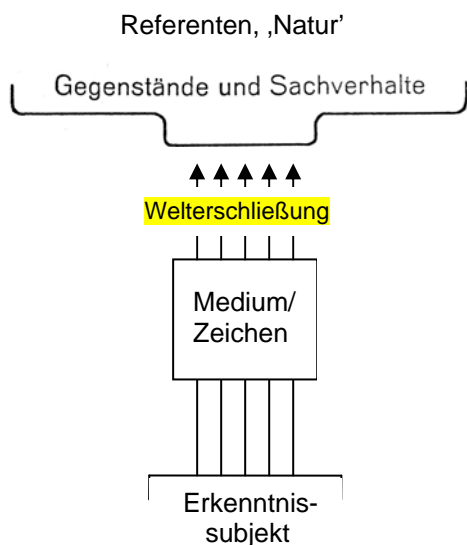 Referenten, ‚Natur’
Gegenstände und Sachverhalte
Welterschließung
Medium/
Zeichen
Erkenntnis-
subjekt